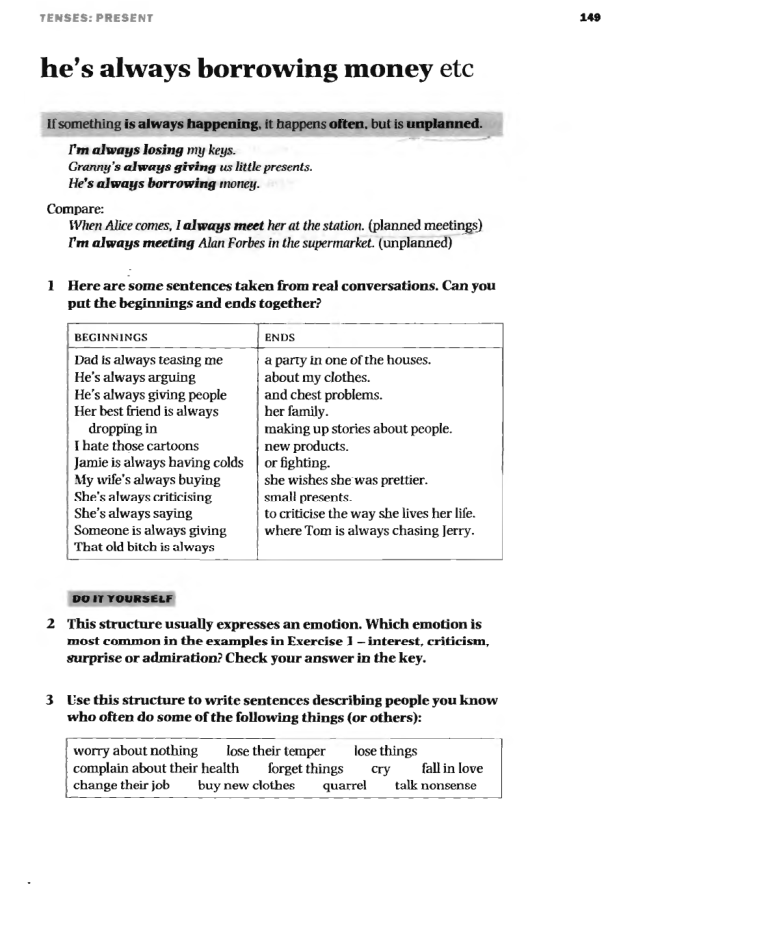 TENSES: PRESENT
149
he's always borrowing money etc
If something is always happening, it happens often, but is unplanned.
I'm always losing my keys.
Granny's always giving us little presents.
He's always borrowing money.
Compare:
When Alice comes, I always meet her at the station. (planned meetings)
I'm always meeting Alan Forbes in the supermarket. (unplanned)
1 Here are some sentences taken from real conversations. Can you
put the beginnings and ends together?
BEGINNINGS
Dad is always teasing me
He's always arguing
He's always giving people
Her best friend is always
dropping in
I hate those cartoons
Jamie is always having colds
My wife's always buying
She's always criticising
She's always saying
Someone is always giving
That old bitch is always
ENDS
a party in one of the houses.
about my clothes.
and chest problems.
her family.
making up stories about people.
new products.
or fighting.
she wishes she was prettier.
small presents.
to criticise the way she lives her life.
where Tom is always chasing Jerry.
DO IT YOURSELF
2 This structure usually expresses an emotion. Which emotion is
most common in the examples in Exercise 1 – interest, criticism,
surprise or admiration? Check your answer in the key.
3 Use this structure to write sentences describing people you know
who often do some of the following things (or others):
worry about nothing lose their temper lose things
complain about their health forget things cry fall in love
change their job buy new clothes quarrel talk nonsense